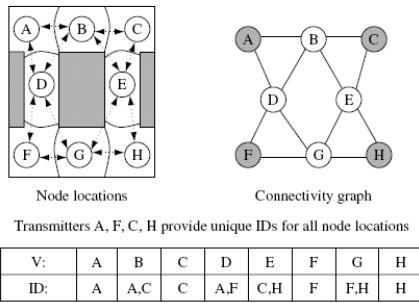 A B C
D E
F G H
A B C
D E
F G H
Node locations
Connectivity graph
Transmitters A, F, C, H provide unique IDs for all node locations
V: A B C D E F G H
ID: A A,C C A,F C,H F F,H H